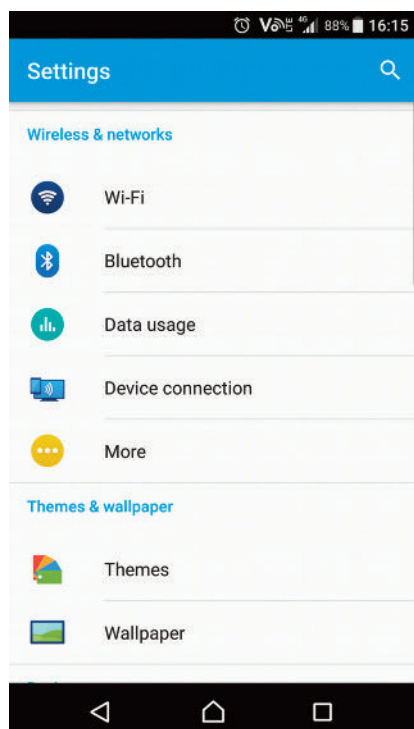 88% 16:15
Settings
Wireless & networks
Wi-Fi
Bluetooth
Data usage
Device connection
More
Themes & wallpaper
Themes
Wallpaper